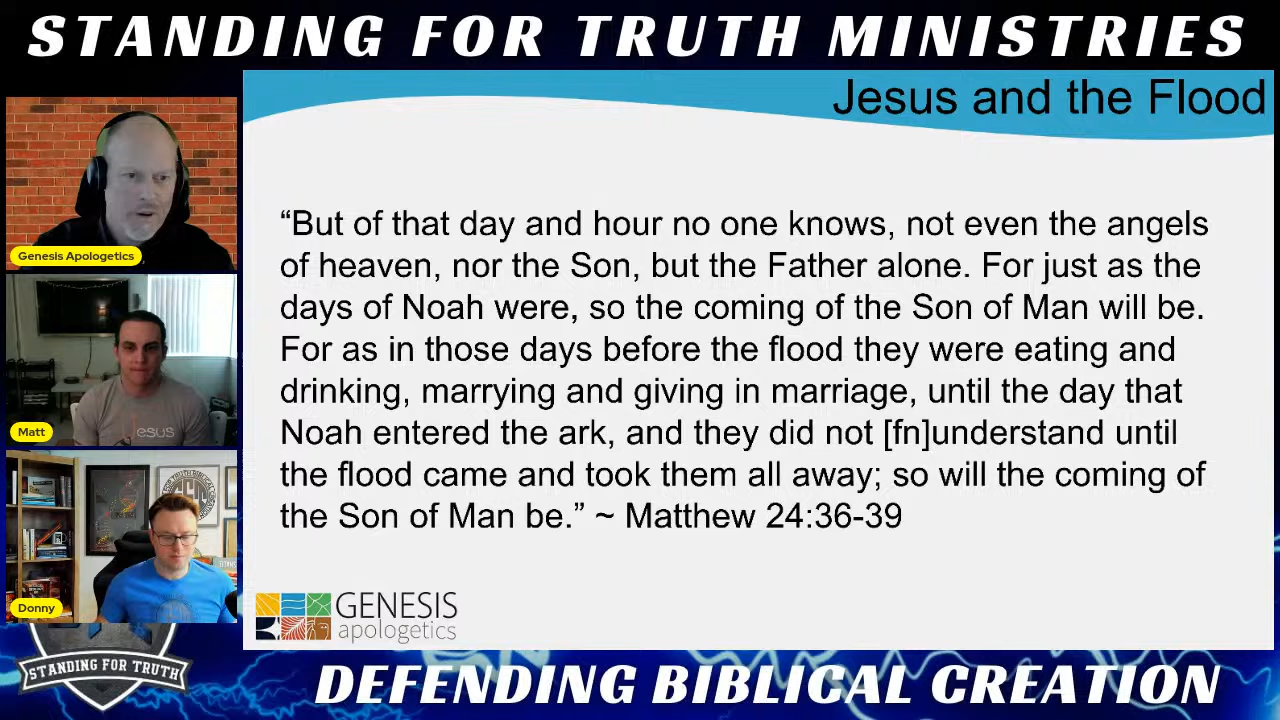 STANDING FOR TRUTH MINISTRIES
Jesus and the Flood
Genesis Apologetics
Matt
esus
Donny
“But of that day and hour no one knows, not even the angels
of heaven, nor the Son, but the Father alone. For just as the
days of Noah were, so the coming of the Son of Man will be.
For as in those days before the flood they were eating and
drinking, marrying and giving in marriage, until the day that
Noah entered the ark, and they did not [fn]understand until
the flood came and took them all away; so will the coming of
the Son of Man be.” ~ Matthew 24:36-39
GENESIS
apologetics
STANDING FOR TRUTH
DEFENDING BIBLICAL CREATION